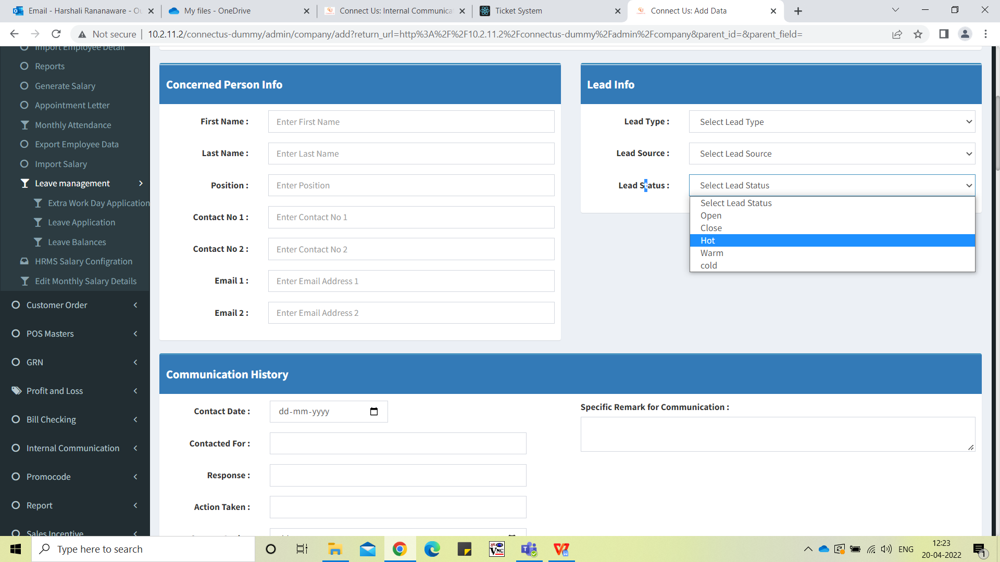 Email - Harshali Rananaware - Ou
My files - OneDrive
Connect Us: Internal Communica
Ticket System
Connect Us: Add Data
Not secure
10.2.11.2/connectus-dummy/admin/company/add?return_url=http%3A%2F%2F10.2.11.2%2Fconnectus-dummy%2Fadmin%2Fcompany&parent_id=&parent_field=
Import Employee Detail
Reports
Generate Salary
Appointment Letter
Monthly Attendance
Export Employee Data
Import Salary
Leave management
Extra Work Day Application
Leave Application
Leave Balances
HRMS Salary Configration
Edit Monthly Salary Details
Customer Order
POS Masters
GRN
Profit and Loss
Bill Checking
Internal Communication
Promocode
Report
Sales Incentive
Concerned Person Info
First Name : Enter First Name
Last Name : Enter Last Name
Position : Enter Position
Contact No 1 : Enter Contact No 1
Contact No 2 : Enter Contact No 2
Email 1 : Enter Email Address 1
Email 2 : Enter Email Address 2
Lead Info
Lead Type : Select Lead Type
Lead Source : Select Lead Source
Lead Status : Select Lead Status
Select Lead Status
Open
Close
Hot
Warm
cold
Communication History
Contact Date : dd-mm-yyyy
Contacted For :
Response :
Action Taken :
Specific Remark for Communication :
Type here to search
VNC
ENG
12:23
20-04-2022
1